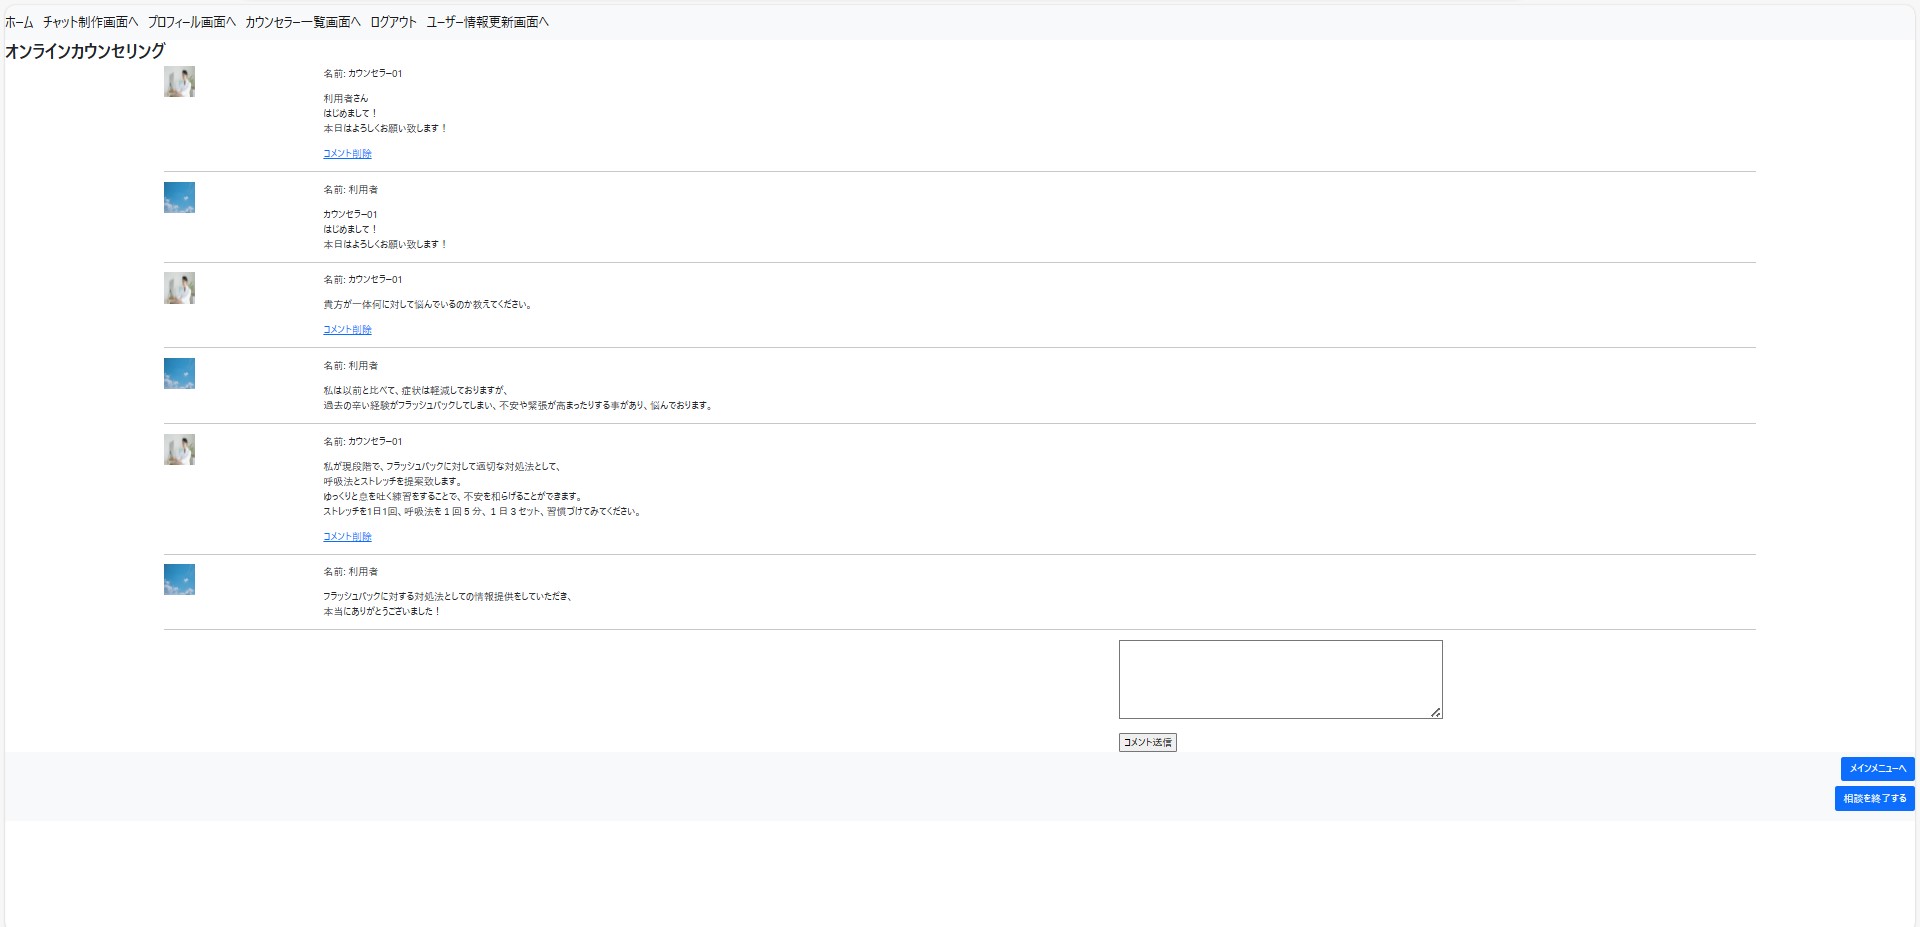 ホーム チャット制作画面へ プロフィール画面へ カウンセラー一覧画面へ ログアウト ユーザー情報更新画面へ
オンラインカウンセリング
名前: カウンセラー01
利用者さん
はじめまして！
本日はよろしくお願い致します！
コメント削除
名前: 利用者
カウンセラー01
はじめまして！
本日はよろしくお願い致します！
名前: カウンセラー01
貴方が一体何に対して悩んでいるのか教えてください。
コメント削除
名前: 利用者
私は以前と比べて、症状は軽減しておりますが、
過去の辛い経験がフラッシュバックしてしまい、不安や緊張が高まったりする事があり、悩んでおります。
名前: カウンセラー01
私が現段階で、フラッシュバックに対して適切な対処法として、
呼吸法とストレッチを提案致します。
ゆっくりと息を吐く練習をすることで、不安を和らげることができます。
ストレッチを1日1回、呼吸法を１回５分、１日３セット、習慣づけてみてください。
コメント削除
名前: 利用者
フラッシュバックに対する対処法としての情報提供をしていただき、
本当にありがとうございました！
コメント送信
メインメニューへ
相談を終了する